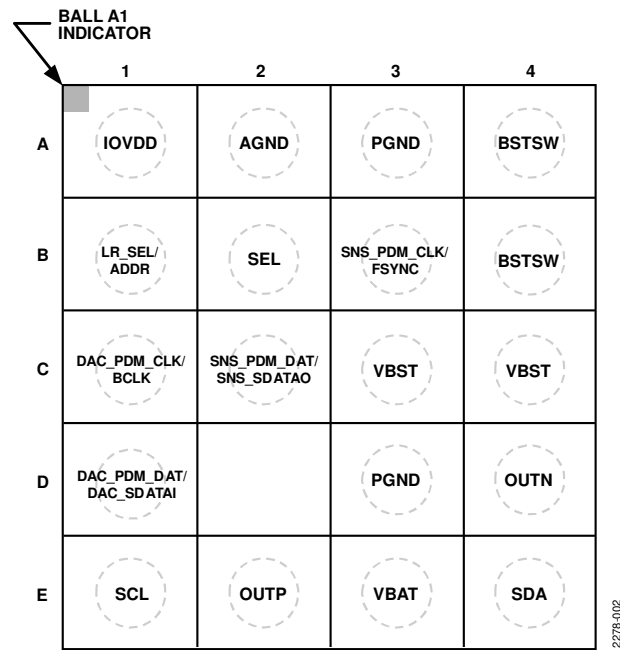 BALL A1
INDICATOR
1 2 3 4
A IOVDD AGND PGND BSTSW
B LR_SEL/ADDR SEL SNS_PDM_CLK/FSYNC BSTSW
C DAC_PDM_CLK/BCLK SNS_PDM_DAT/SNS_SDATAO VBST VBST
D DAC_PDM_DAT/DAC_SDATAI PGND OUTN
E SCL OUTP VBAT SDA
2278-002